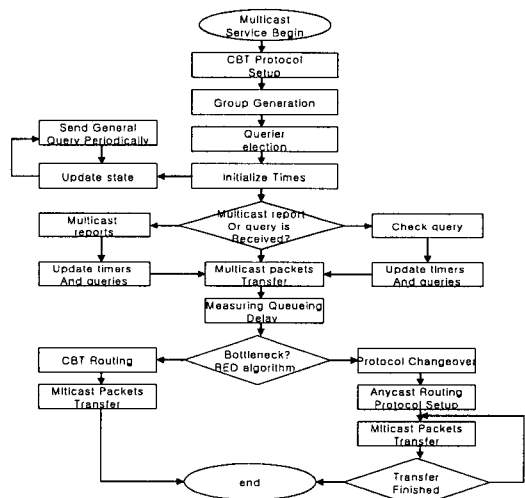 Multicast
Service Begin
CBT Protocol
Setup
Group Generation
Send General
Query Periodically
Querier
election
Update state
Initialize Times
Multicast
reports
Multicast report
Or query is
Received?
Check query
Update timers
And queries
Multicast packets
Transfer
Update timers
And queries
Measuring Queueing
Delay
CBT Routing
Bottleneck?
RED algorithm
Protocol Changeover
Mlticast Packets
Transfer
Anycast Routing
Protocol Setup
Mlticast Packets
Transfer
end
Transfer
Finished